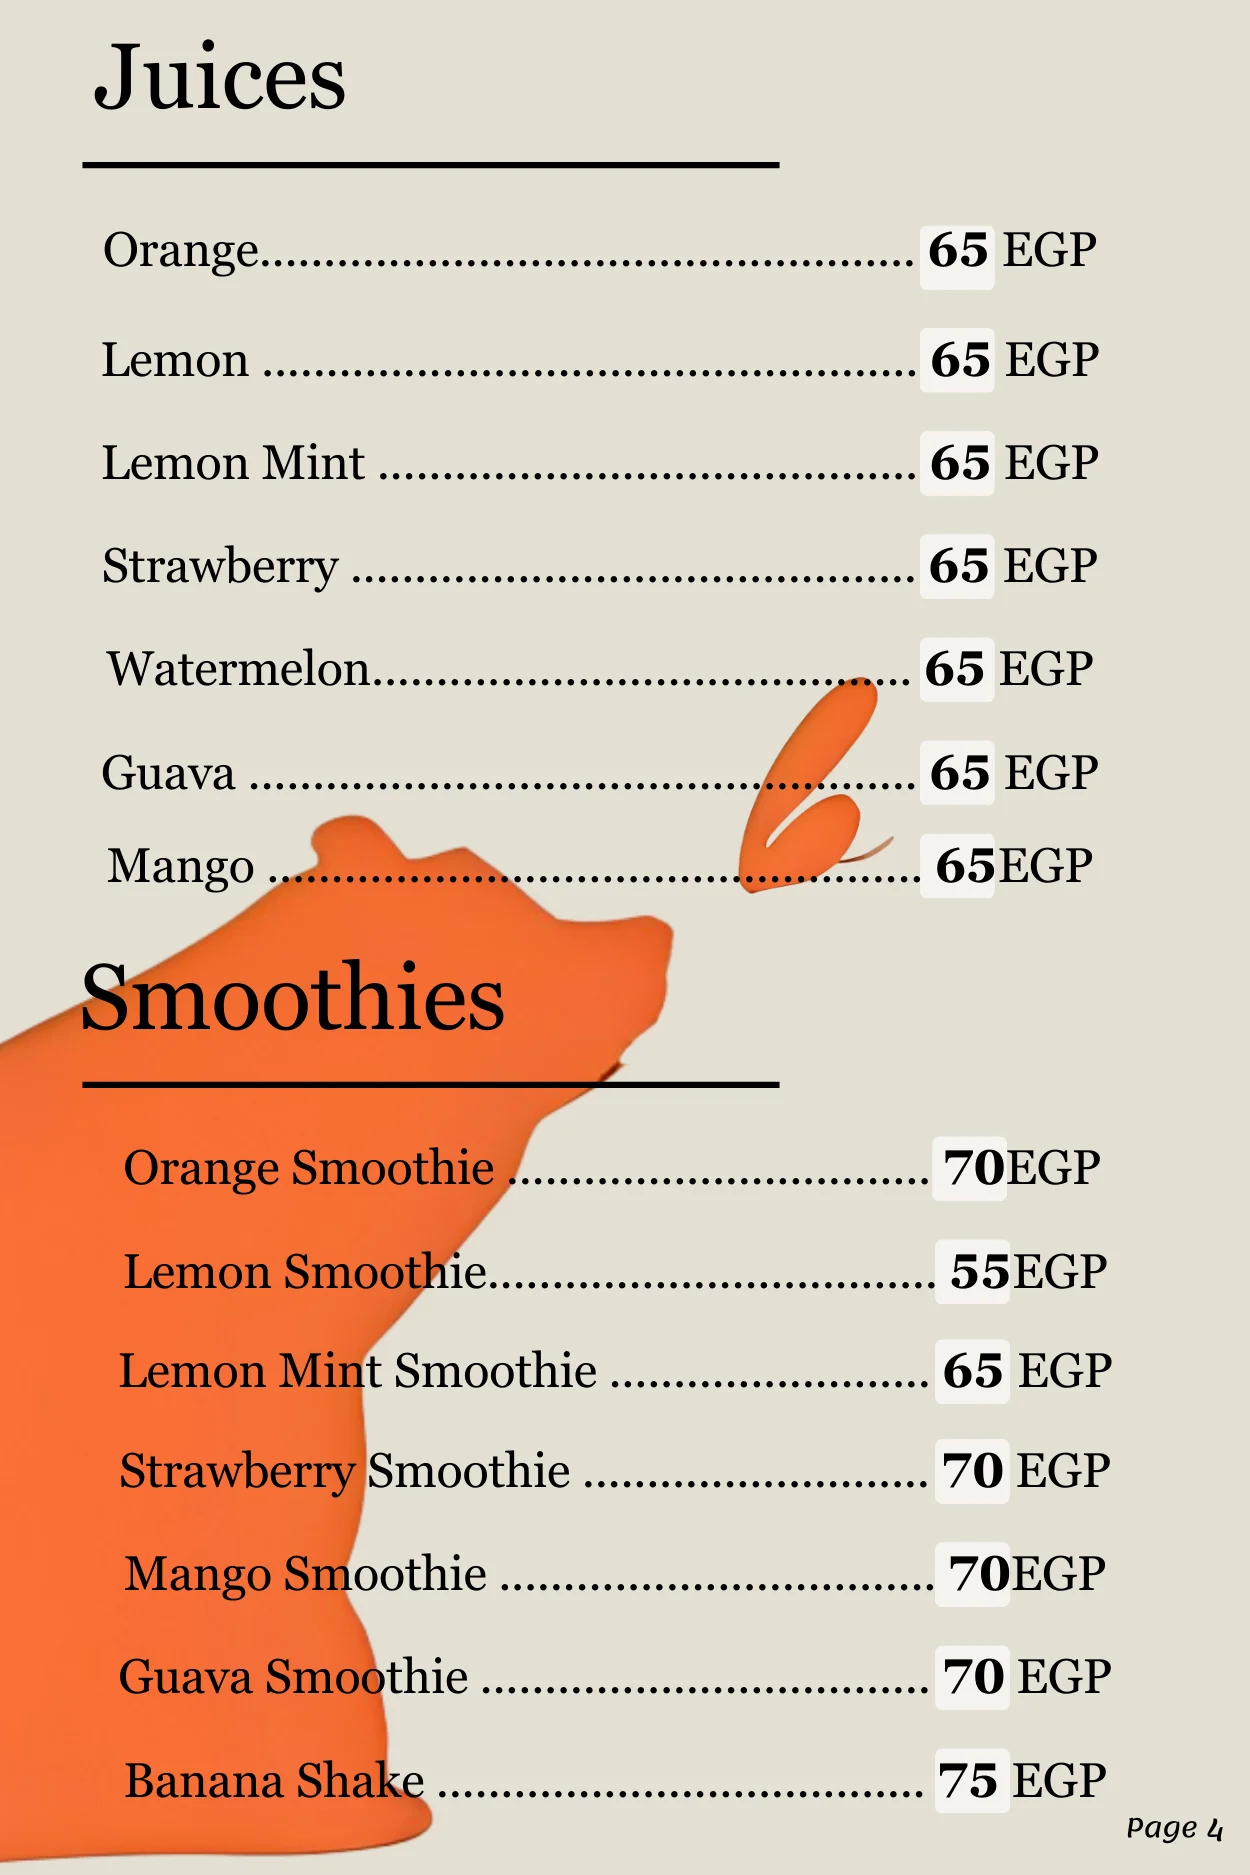 Juices
Orange................................................... 65 EGP
Lemon ................................................... 65 EGP
Lemon Mint .......................................... 65 EGP
Strawberry ............................................ 65 EGP
Watermelon.......................................... 65 EGP
Guava .................................................... 65 EGP
Mango ................................................... 65EGP
Smoothies
Orange Smoothie ................................. 70EGP
Lemon Smoothie................................... 55EGP
Lemon Mint Smoothie ......................... 65 EGP
Strawberry Smoothie ........................... 70 EGP
Mango Smoothie .................................. 70EGP
Guava Smoothie ................................... 70 EGP
Banana Shake ...................................... 75 EGP
Page 4